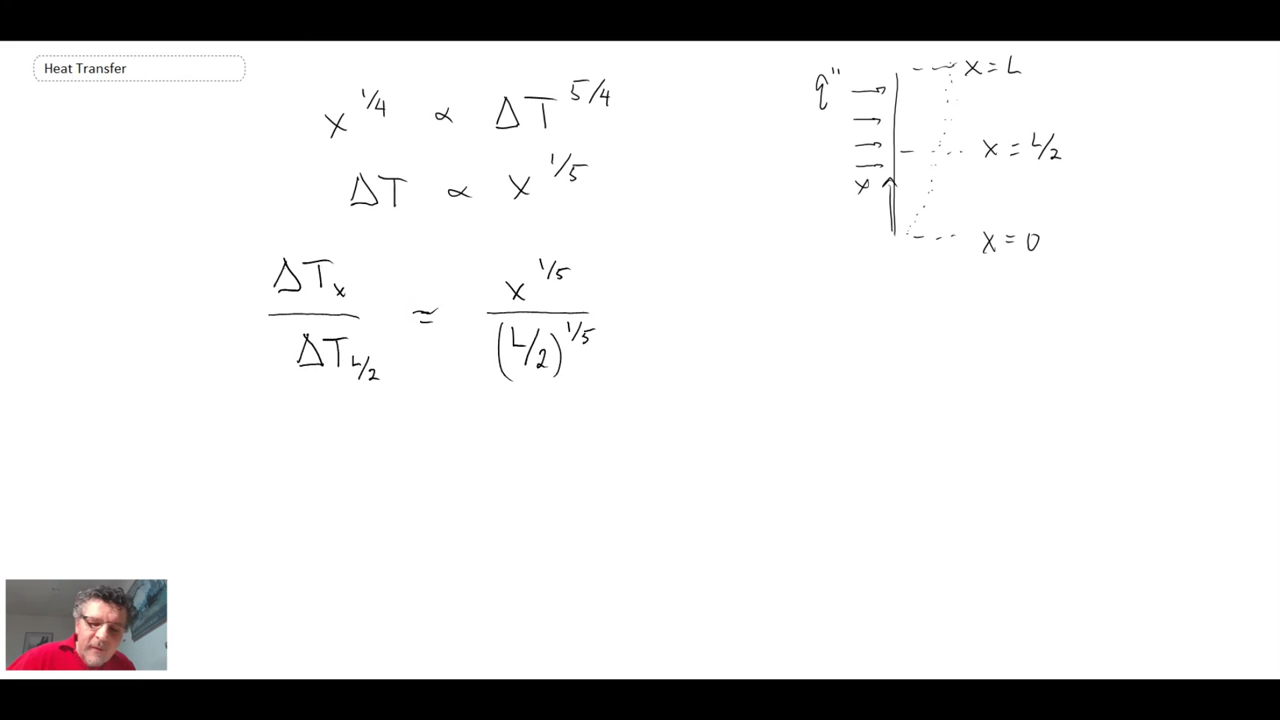 Heat Transfer
x^1/4 ∝ ΔT^5/4
ΔT ∝ x^1/5
ΔT_x / ΔT_L/2 ≃ x^1/5 / (L/2)^1/5
q"
x = L
x = L/2
x
x = 0